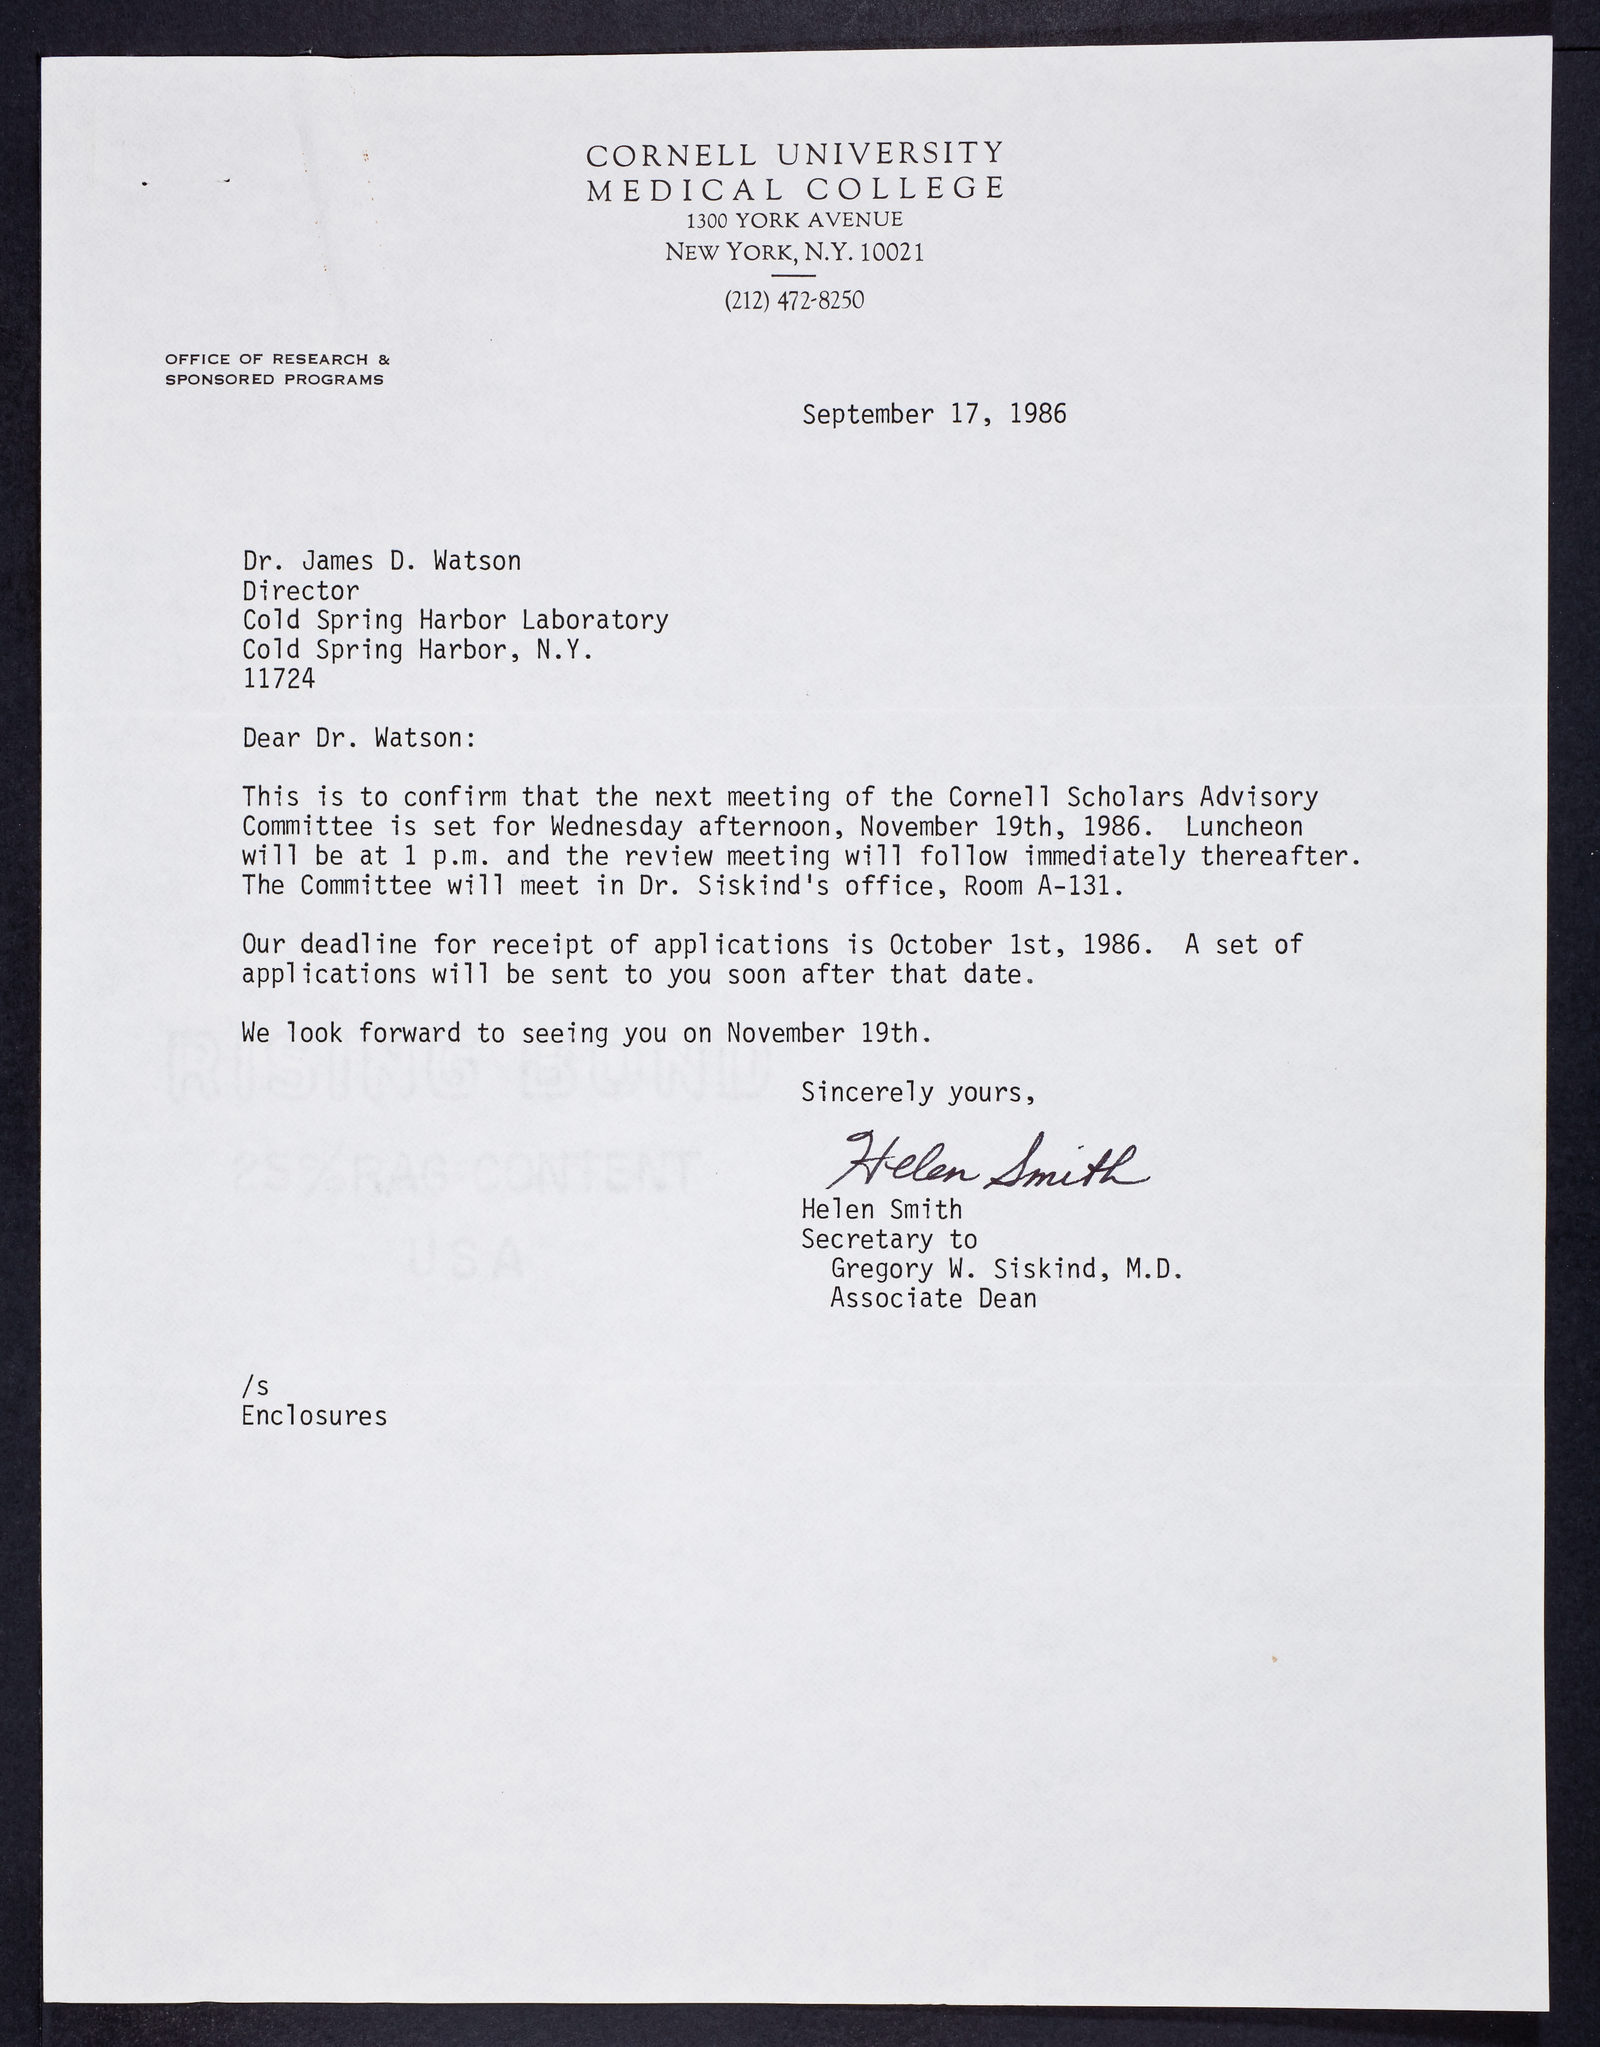 CORNELL UNIVERSITY
MEDICAL COLLEGE
1300 YORK AVENUE
NEW YORK, N.Y. 10021
(212) 472-8250
OFFICE OF RESEARCH &
SPONSORED PROGRAMS
September 17, 1986
Dr. James D. Watson
Director
Cold Spring Harbor Laboratory
Cold Spring Harbor, N.Y.
11724
Dear Dr. Watson:
This is to confirm that the next meeting of the Cornell Scholars Advisory
Committee is set for Wednesday afternoon, November 19th, 1986.  Luncheon
will be at 1 p.m. and the review meeting will follow immediately thereafter.
The Committee will meet in Dr. Siskind's office, Room A-131.
Our deadline for receipt of applications is October 1st, 1986.  A set of
applications will be sent to you soon after that date.
We look forward to seeing you on November 19th.
Sincerely yours,
Helen Smith
Helen Smith
Secretary to
Gregory W. Siskind, M.D.
Associate Dean
/s
Enclosures